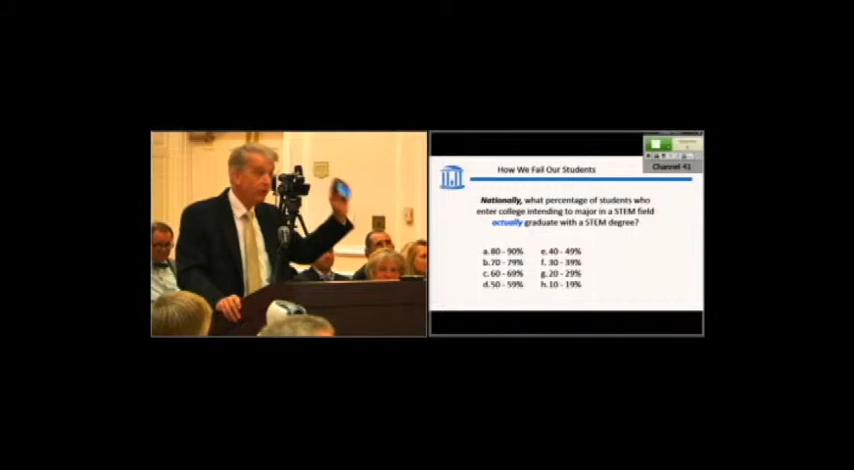 Channel 41
How We Fail Our Students
Nationally, what percentage of students who
enter college intending to major in a STEM field
actually graduate with a STEM degree?
a. 80 - 90% e. 40 - 49%
b. 70 - 79% f. 30 - 39%
c. 60 - 69% g. 20 - 29%
d. 50 - 59% h. 10 - 19%